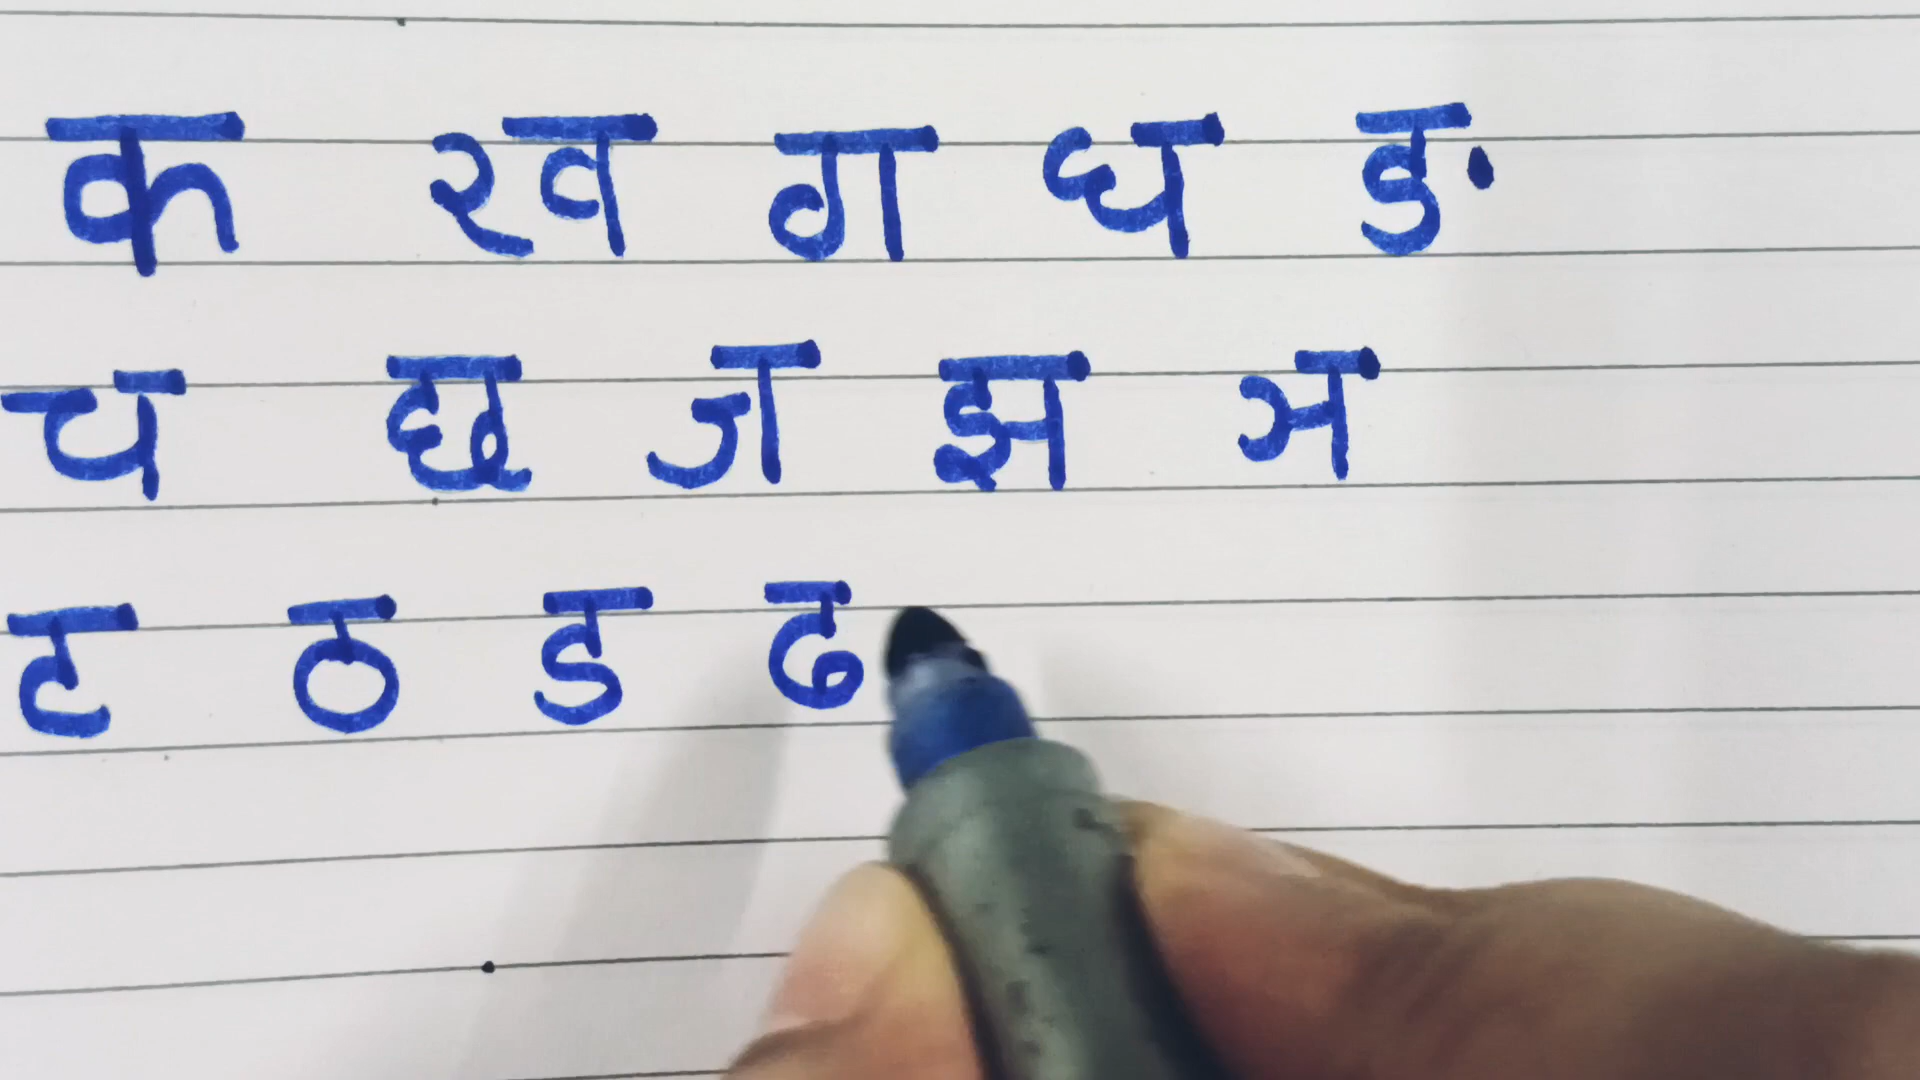 क ख ग घ ङ
च छ ज झ ञ
ट ठ ड ढ